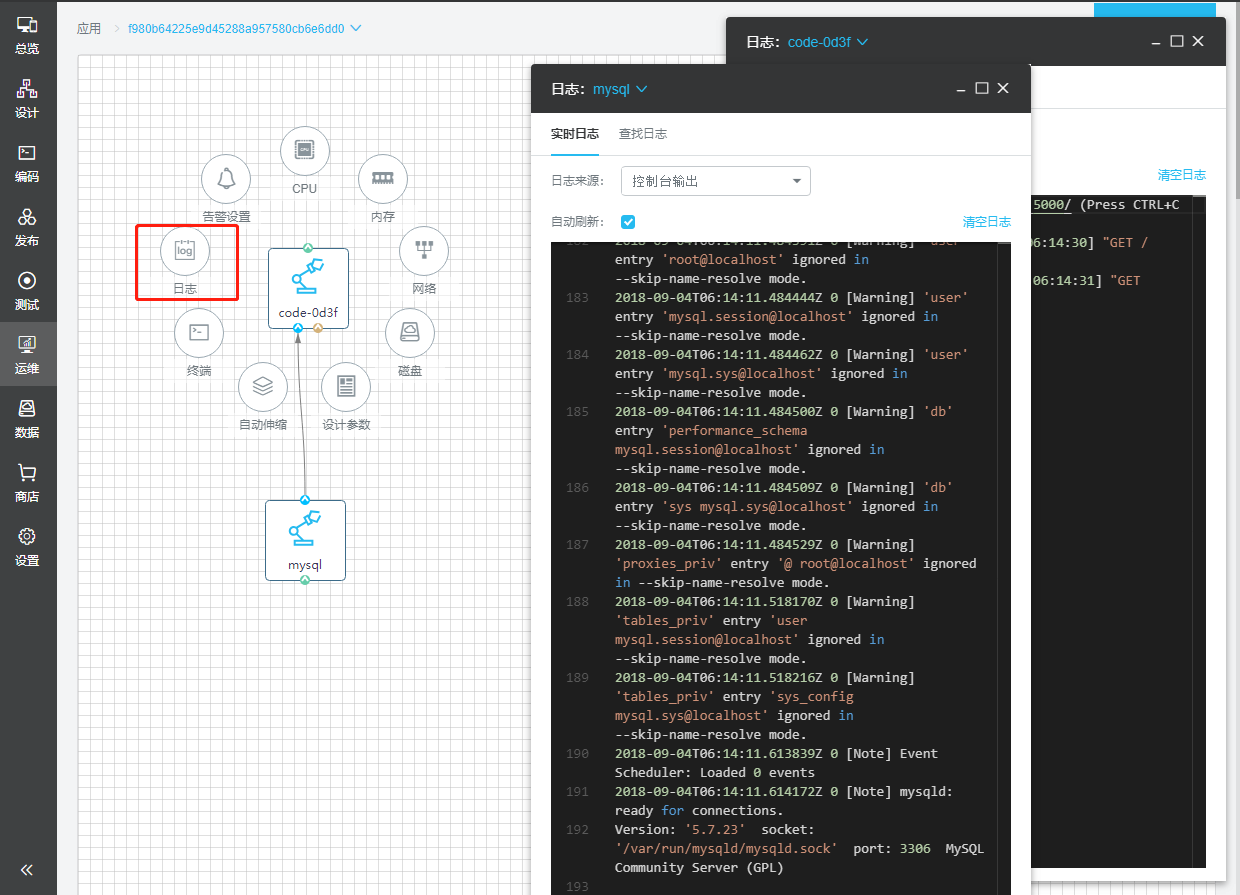 总览
设计
编码
发布
测试
运维
数据
商店
设置
应用
f980b64225e9d45288a957580cb6e6dd0
CPU
告警设置
内存
log
日志
网络
code-0d3f
终端
磁盘
自动伸缩
设计参数
mysql
日志: code-0d3f
清空日志
5000/ (Press CTRL+C
06:14:30] "GET /
06:14:31] "GET
日志: mysql
实时日志 查找日志
日志来源: 控制台输出
自动刷新: 清空日志
182 2018-09-04T06:14:11.484391Z 0 [Warning] 'user'
entry 'root@localhost' ignored in
--skip-name-resolve mode.
183 2018-09-04T06:14:11.484444Z 0 [Warning] 'user'
entry 'mysql.session@localhost' ignored in
--skip-name-resolve mode.
184 2018-09-04T06:14:11.484462Z 0 [Warning] 'user'
entry 'mysql.sys@localhost' ignored in
--skip-name-resolve mode.
185 2018-09-04T06:14:11.484500Z 0 [Warning] 'db'
entry 'performance_schema
mysql.session@localhost' ignored in
--skip-name-resolve mode.
186 2018-09-04T06:14:11.484509Z 0 [Warning] 'db'
entry 'sys mysql.sys@localhost' ignored in
--skip-name-resolve mode.
187 2018-09-04T06:14:11.484529Z 0 [Warning]
'proxies_priv' entry '@ root@localhost' ignored
in --skip-name-resolve mode.
188 2018-09-04T06:14:11.518170Z 0 [Warning]
'tables_priv' entry 'user
mysql.session@localhost' ignored in
--skip-name-resolve mode.
189 2018-09-04T06:14:11.518216Z 0 [Warning]
'tables_priv' entry 'sys_config
mysql.sys@localhost' ignored in
--skip-name-resolve mode.
190 2018-09-04T06:14:11.613839Z 0 [Note] Event
Scheduler: Loaded 0 events
191 2018-09-04T06:14:11.614172Z 0 [Note] mysqld:
ready for connections.
192 Version: '5.7.23' socket:
'/var/run/mysqld/mysqld.sock' port: 3306 MySQL
Community Server (GPL)
193